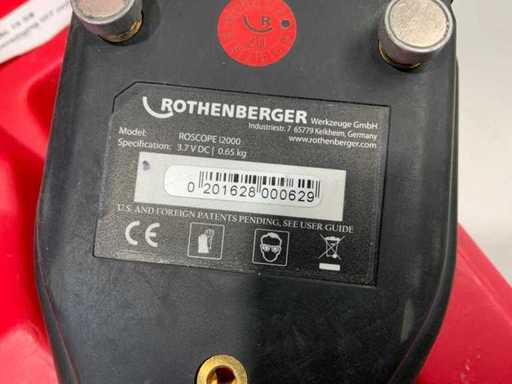 R
20
ROTHENBERGER Werkzeuge GmbH
Industriestr. 7 65779 Kelkheim, Germany
www.rothenberger.com
Model: ROSCOPE i2000
Specification: 3.7 V DC | 0.65 kg
0 201628 000629
U.S. AND FOREIGN PATENTS PENDING, SEE USER GUIDE
CE